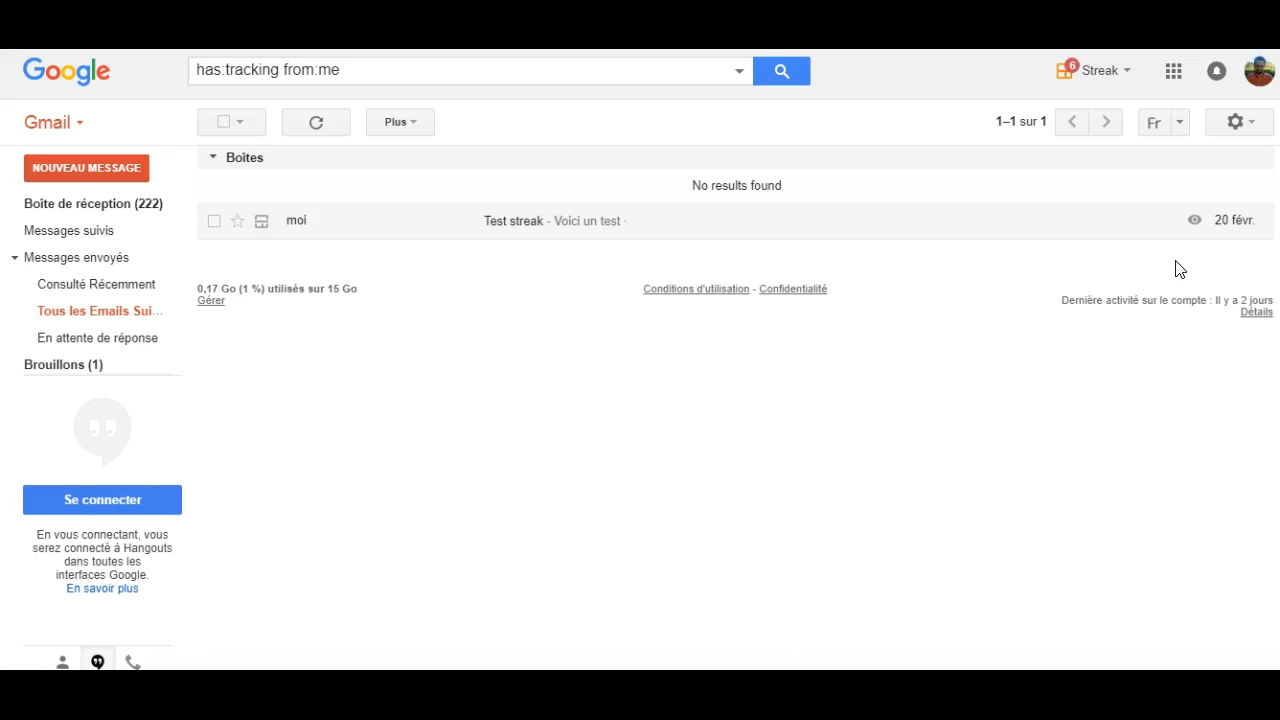 Google
has:tracking from:me
6
Streak
Gmail
Plus
1–1 sur 1
Fr
NOUVEAU MESSAGE
Boîtes
No results found
Boîte de réception (222)
moi
Test streak - Voici un test ·
20 févr.
Messages suivis
Messages envoyés
Consulté Récemment
Tous les Emails Sui...
En attente de réponse
Brouillons (1)
0,17 Go (1 %) utilisés sur 15 Go
Gérer
Conditions d'utilisation - Confidentialité
Dernière activité sur le compte : Il y a 2 jours
Détails
Se connecter
En vous connectant, vous
serez connecté à Hangouts
dans toutes les
interfaces Google.
En savoir plus